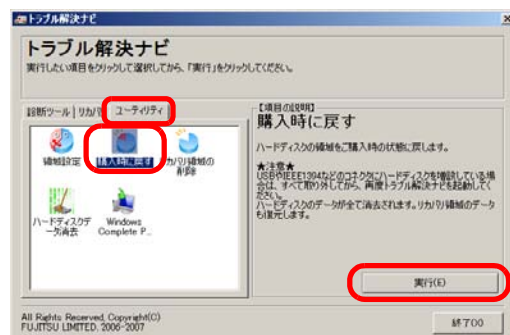 トラブル解決ナビ
トラブル解決ナビ
実行したい項目をクリックして選択してから、「実行」をクリックしてください。
診断ツール リカバリ ユーティリティ
領域設定
購入時に戻す
リカバリ領域の
削除
ハードディスクデ
ータ消去
Windows
Complete P...
【項目の説明】
購入時に戻す
ハードディスクの領域をご購入時の状態に戻します。
★注意★
USBやIEEE1394などのコネクタにハードディスクを増設している場
合は、すべて取り外してから、再度トラブル解決ナビを起動してく
ださい。
ハードディスクのデータが全て消去されます。リカバリ領域のデータ
も復元します。
実行(E)
All Rights Reserved, Copyright(C)
FUJITSU LIMITED. 2006-2007
終了(X)